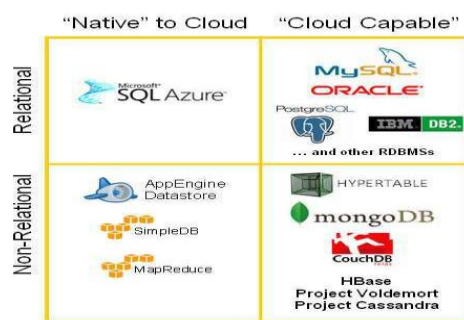 "Native" to Cloud
"Cloud Capable"
Relational
Microsoft®
SQL Azure
MySQL®
ORACLE®
PostgreSQL
IBM. DB2.
... and other RDBMSs
Non-Relational
AppEngine
Datastore
SimpleDB
MapReduce
HYPERTABLE
mongoDB
CouchDB
HBase
Project Voldemort
Project Cassandra